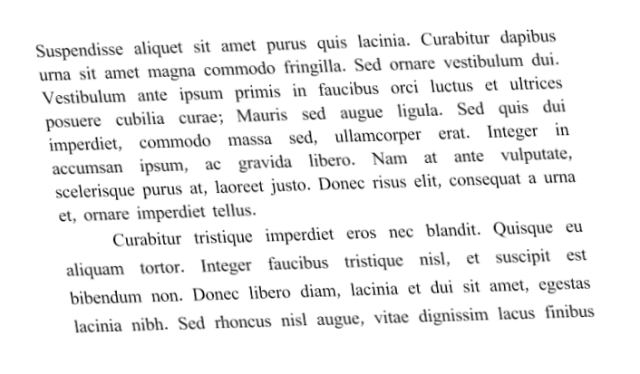 Suspendisse aliquet sit amet purus quis lacinia. Curabitur dapibus
urna sit amet magna commodo fringilla. Sed ornare vestibulum dui.
Vestibulum ante ipsum primis in faucibus orci luctus et ultrices
posuere cubilia curae; Mauris sed augue ligula. Sed quis dui
imperdiet, commodo massa sed, ullamcorper erat. Integer in
accumsan ipsum, ac gravida libero. Nam at ante vulputate,
scelerisque purus at, laoreet justo. Donec risus elit, consequat a urna
et, ornare imperdiet tellus.
Curabitur tristique imperdiet eros nec blandit. Quisque eu
aliquam tortor. Integer faucibus tristique nisl, et suscipit est
bibendum non. Donec libero diam, lacinia et dui sit amet, egestas
lacinia nibh. Sed rhoncus nisl augue, vitae dignissim lacus finibus